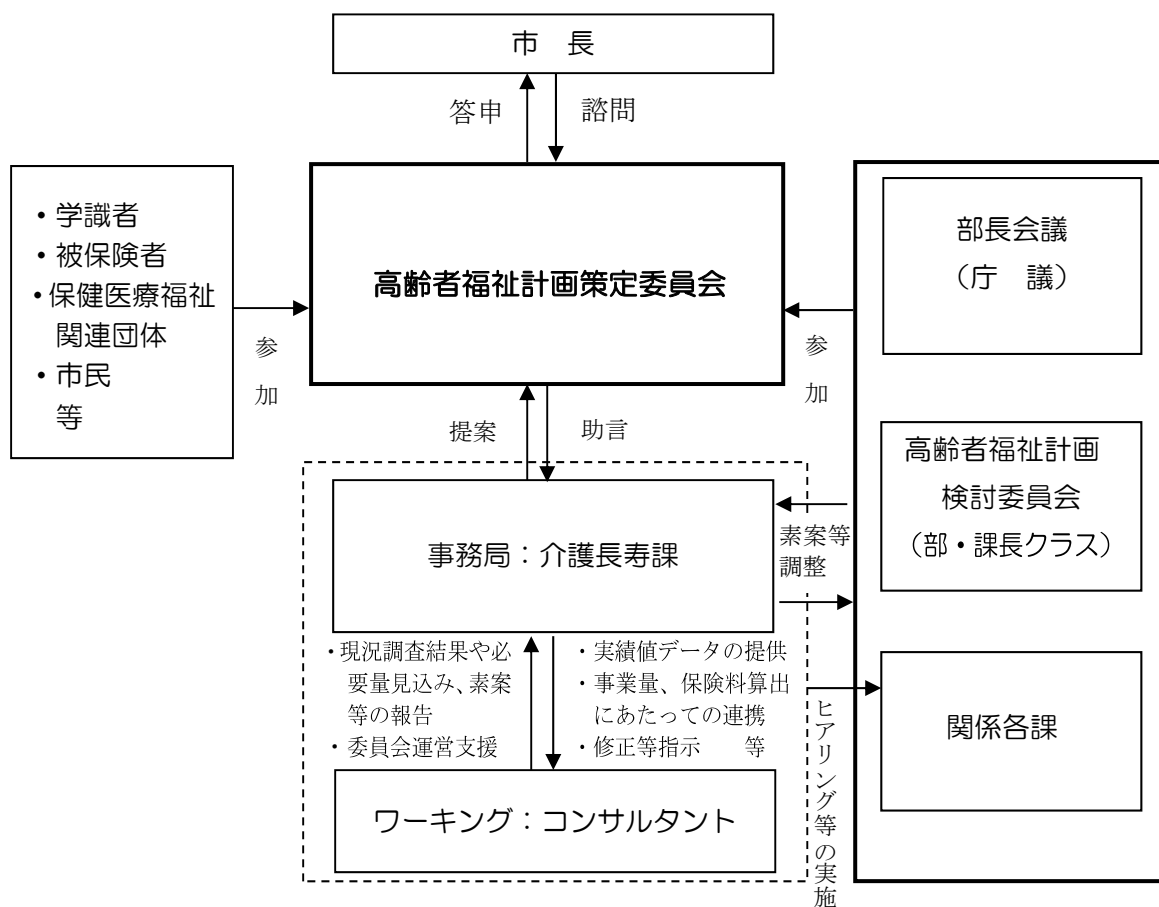 市　長
答申
諮問
・学識者
・被保険者
・保健医療福祉
関連団体
・市民
等
参加
高齢者福祉計画策定委員会
参加
部長会議
（庁　議）
提案
助言
高齢者福祉計画
検討委員会
（部・課長クラス）
事務局：介護長寿課
素案等
調整
・現況調査結果や必
要量見込み、素案
等の報告
・委員会運営支援
・実績値データの提供
・事業量、保険料算出
にあたっての連携
・修正等指示　　等
ヒアリング等の実施
関係各課
ワーキング：コンサルタント